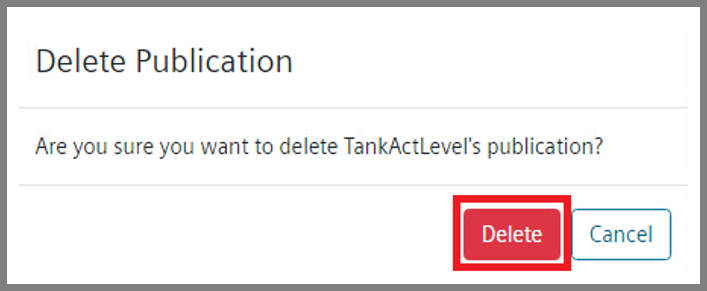 Delete Publication
Are you sure you want to delete TankActLevel's publication?
Delete Cancel